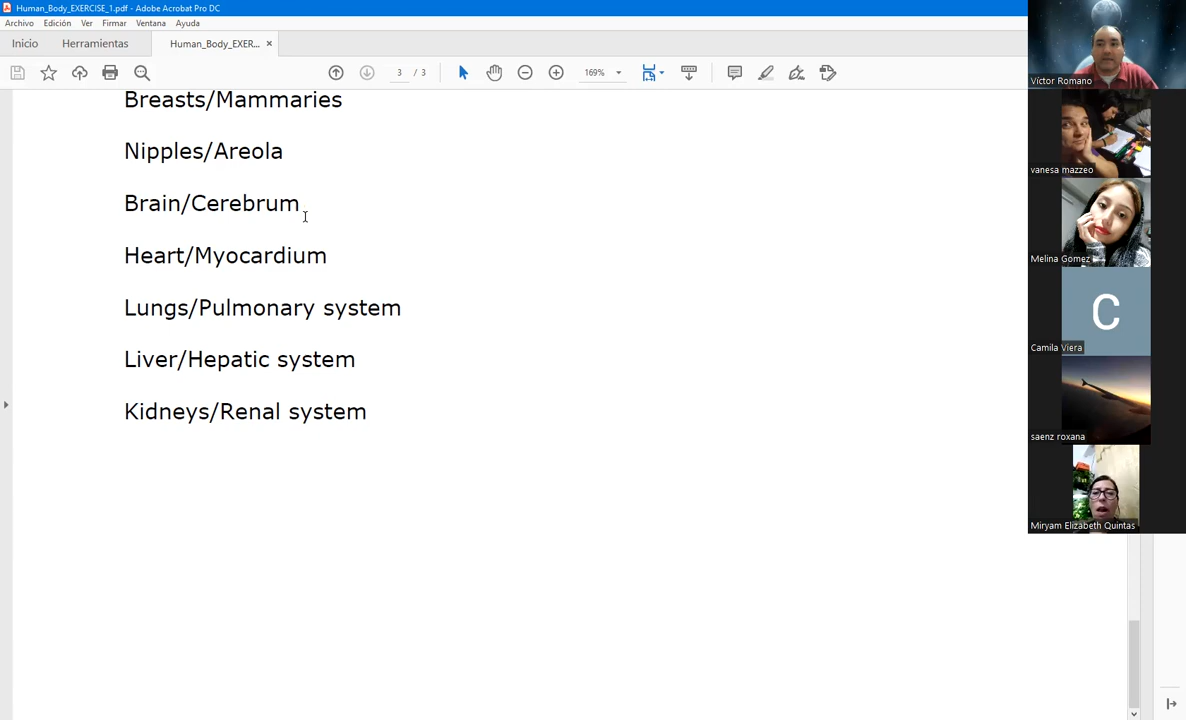 Human_Body_EXERCISE_1.pdf - Adobe Acrobat Pro DC
Archivo Edición Ver Firmar Ventana Ayuda
Inicio Herramientas Human_Body_EXER... ×
3 / 3 169%
Breasts/Mammaries
Nipples/Areola
Brain/Cerebrum
Heart/Myocardium
Lungs/Pulmonary system
Liver/Hepatic system
Kidneys/Renal system
Víctor Romano
vanesa mazzeo
Melina Gomez
C
Camila Viera
saenz roxana
Miryam Elizabeth Quintas